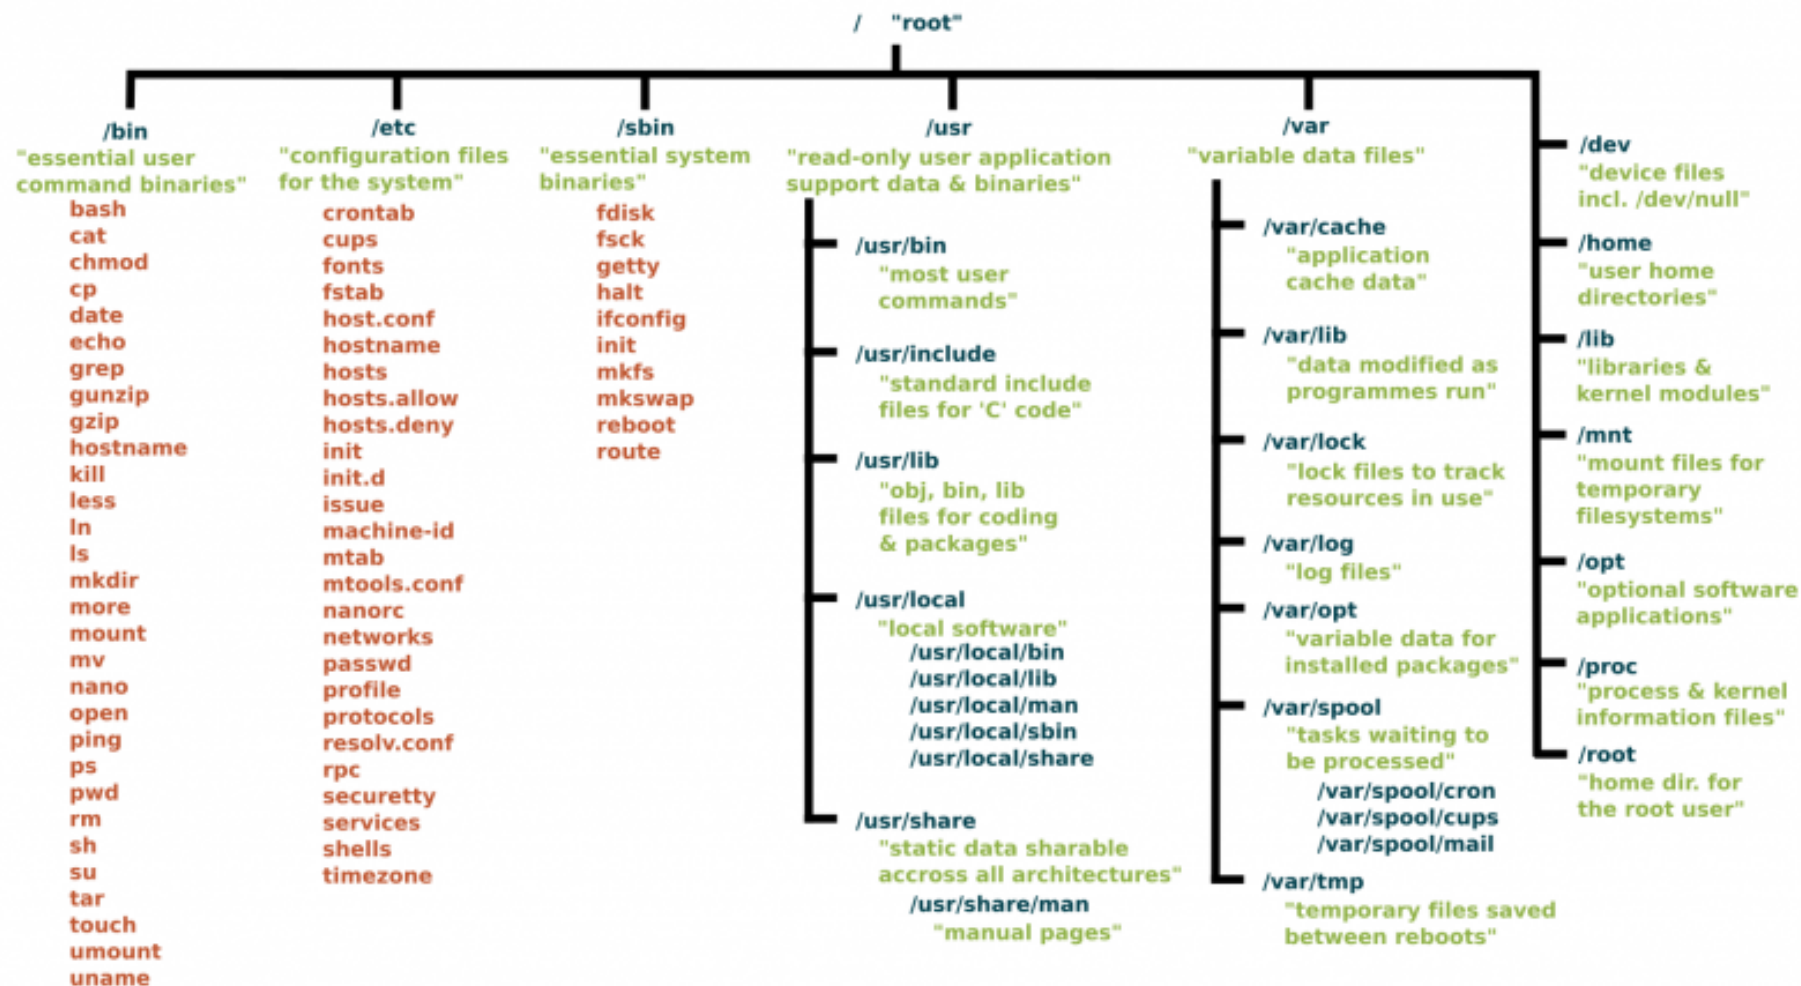 / "root"
/bin
"essential user
command binaries"
bash
cat
chmod
cp
date
echo
grep
gunzip
gzip
hostname
kill
less
ln
ls
mkdir
more
mount
mv
nano
open
ping
ps
pwd
rm
sh
su
tar
touch
umount
uname
/etc
"configuration files
for the system"
crontab
cups
fonts
fstab
host.conf
hostname
hosts
hosts.allow
hosts.deny
init
init.d
issue
machine-id
mtab
mtools.conf
nanorc
networks
passwd
profile
protocols
resolv.conf
rpc
securetty
services
shells
timezone
/sbin
"essential system
binaries"
fdisk
fsck
getty
halt
ifconfig
init
mkfs
mkswap
reboot
route
/usr
"read-only user application
support data & binaries"
/usr/bin
"most user
commands"
/usr/include
"standard include
files for 'C' code"
/usr/lib
"obj, bin, lib
files for coding
& packages"
/usr/local
"local software"
/usr/local/bin
/usr/local/lib
/usr/local/man
/usr/local/sbin
/usr/local/share
/usr/share
"static data sharable
accross all architectures"
/usr/share/man
"manual pages"
/var
"variable data files"
/var/cache
"application
cache data"
/var/lib
"data modified as
programmes run"
/var/lock
"lock files to track
resources in use"
/var/log
"log files"
/var/opt
"variable data for
installed packages"
/var/spool
"tasks waiting to
be processed"
/var/spool/cron
/var/spool/cups
/var/spool/mail
/var/tmp
"temporary files saved
between reboots"
/dev
"device files
incl. /dev/null"
/home
"user home
directories"
/lib
"libraries &
kernel modules"
/mnt
"mount files for
temporary
filesystems"
/opt
"optional software
applications"
/proc
"process & kernel
information files"
/root
"home dir. for
the root user"